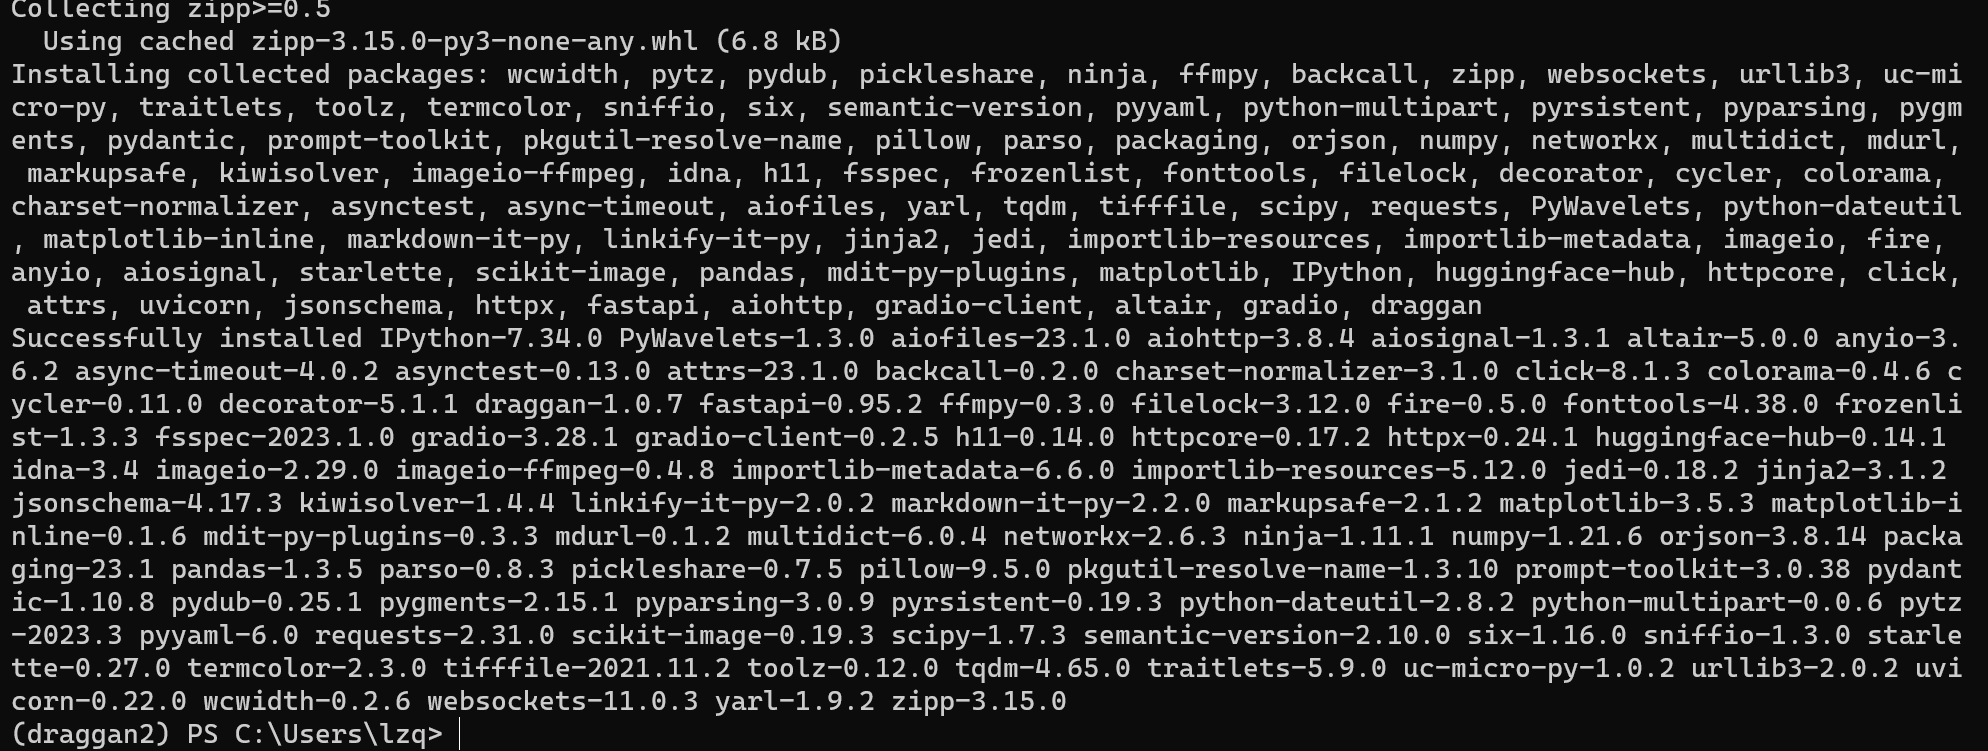 Collecting zipp>=0.5
  Using cached zipp-3.15.0-py3-none-any.whl (6.8 kB)
Installing collected packages: wcwidth, pytz, pydub, pickleshare, ninja, ffmpy, backcall, zipp, websockets, urllib3, uc-mi
cro-py, traitlets, toolz, termcolor, sniffio, six, semantic-version, pyyaml, python-multipart, pyrsistent, pyparsing, pygm
ents, pydantic, prompt-toolkit, pkgutil-resolve-name, pillow, parso, packaging, orjson, numpy, networkx, multidict, mdurl,
 markupsafe, kiwisolver, imageio-ffmpeg, idna, h11, fsspec, frozenlist, fonttools, filelock, decorator, cycler, colorama,
charset-normalizer, asynctest, async-timeout, aiofiles, yarl, tqdm, tifffile, scipy, requests, PyWavelets, python-dateutil
, matplotlib-inline, markdown-it-py, linkify-it-py, jinja2, jedi, importlib-resources, importlib-metadata, imageio, fire,
anyio, aiosignal, starlette, scikit-image, pandas, mdit-py-plugins, matplotlib, IPython, huggingface-hub, httpcore, click,
 attrs, uvicorn, jsonschema, httpx, fastapi, aiohttp, gradio-client, altair, gradio, draggan
Successfully installed IPython-7.34.0 PyWavelets-1.3.0 aiofiles-23.1.0 aiohttp-3.8.4 aiosignal-1.3.1 altair-5.0.0 anyio-3.
6.2 async-timeout-4.0.2 asynctest-0.13.0 attrs-23.1.0 backcall-0.2.0 charset-normalizer-3.1.0 click-8.1.3 colorama-0.4.6 c
ycler-0.11.0 decorator-5.1.1 draggan-1.0.7 fastapi-0.95.2 ffmpy-0.3.0 filelock-3.12.0 fire-0.5.0 fonttools-4.38.0 frozenli
st-1.3.3 fsspec-2023.1.0 gradio-3.28.1 gradio-client-0.2.5 h11-0.14.0 httpcore-0.17.2 httpx-0.24.1 huggingface-hub-0.14.1
idna-3.4 imageio-2.29.0 imageio-ffmpeg-0.4.8 importlib-metadata-6.6.0 importlib-resources-5.12.0 jedi-0.18.2 jinja2-3.1.2
jsonschema-4.17.3 kiwisolver-1.4.4 linkify-it-py-2.0.2 markdown-it-py-2.2.0 markupsafe-2.1.2 matplotlib-3.5.3 matplotlib-i
nline-0.1.6 mdit-py-plugins-0.3.3 mdurl-0.1.2 multidict-6.0.4 networkx-2.6.3 ninja-1.11.1 numpy-1.21.6 orjson-3.8.14 packa
ging-23.1 pandas-1.3.5 parso-0.8.3 pickleshare-0.7.5 pillow-9.5.0 pkgutil-resolve-name-1.3.10 prompt-toolkit-3.0.38 pydant
ic-1.10.8 pydub-0.25.1 pygments-2.15.1 pyparsing-3.0.9 pyrsistent-0.19.3 python-dateutil-2.8.2 python-multipart-0.0.6 pytz
-2023.3 pyyaml-6.0 requests-2.31.0 scikit-image-0.19.3 scipy-1.7.3 semantic-version-2.10.0 six-1.16.0 sniffio-1.3.0 starle
tte-0.27.0 termcolor-2.3.0 tifffile-2021.11.2 toolz-0.12.0 tqdm-4.65.0 traitlets-5.9.0 uc-micro-py-1.0.2 urllib3-2.0.2 uvi
corn-0.22.0 wcwidth-0.2.6 websockets-11.0.3 yarl-1.9.2 zipp-3.15.0
(draggan2) PS C:\Users\lzq>